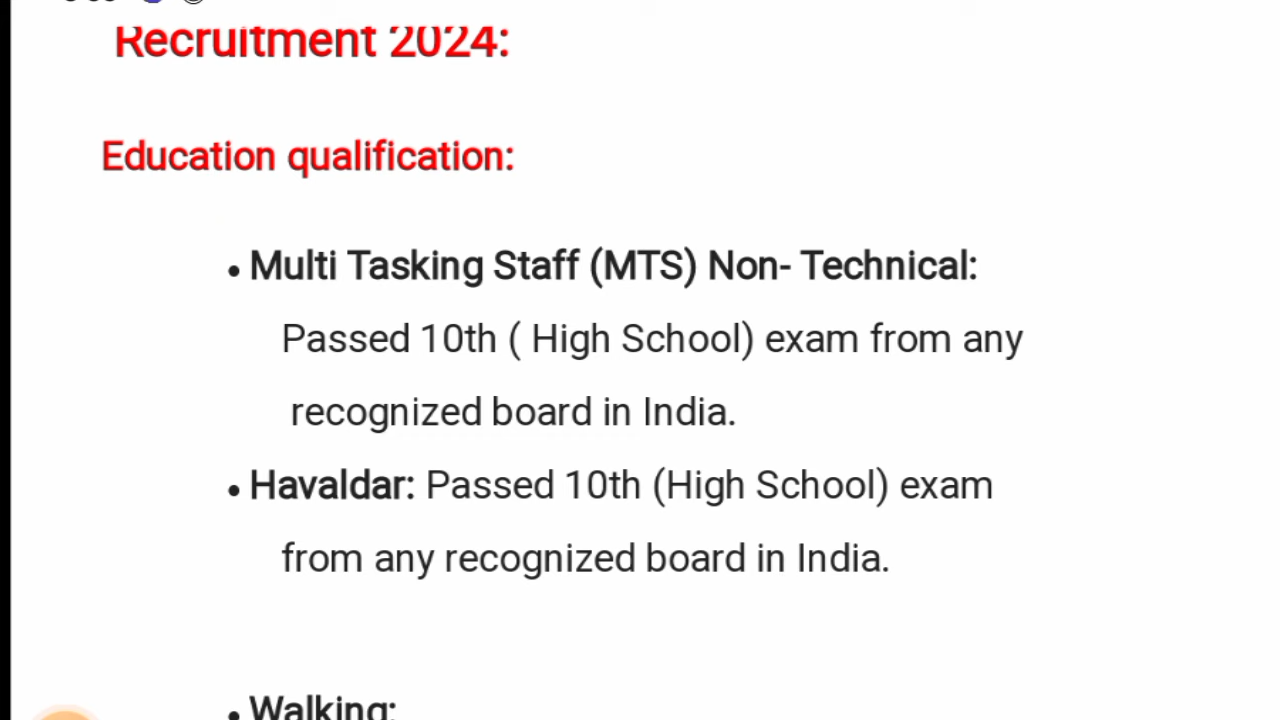 Recruitment 2024:
Education qualification:
• Multi Tasking Staff (MTS) Non- Technical:
Passed 10th ( High School) exam from any
recognized board in India.
• Havaldar: Passed 10th (High School) exam
from any recognized board in India.
• Walking: